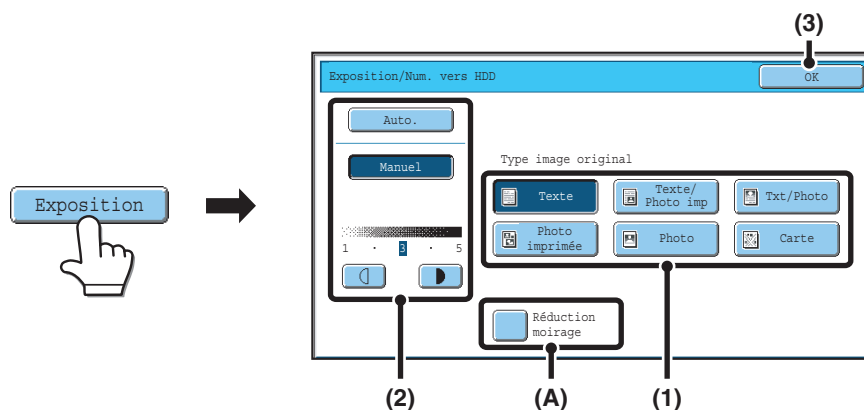 (3)
Exposition/Num. vers HDD
OK
Auto.
Manuel
1 · 3 · 5
Type image original
Texte
Texte/
Photo imp
Txt/Photo
Photo
imprimée
Photo
Carte
Réduction
moirage
Exposition
(2)
(A)
(1)